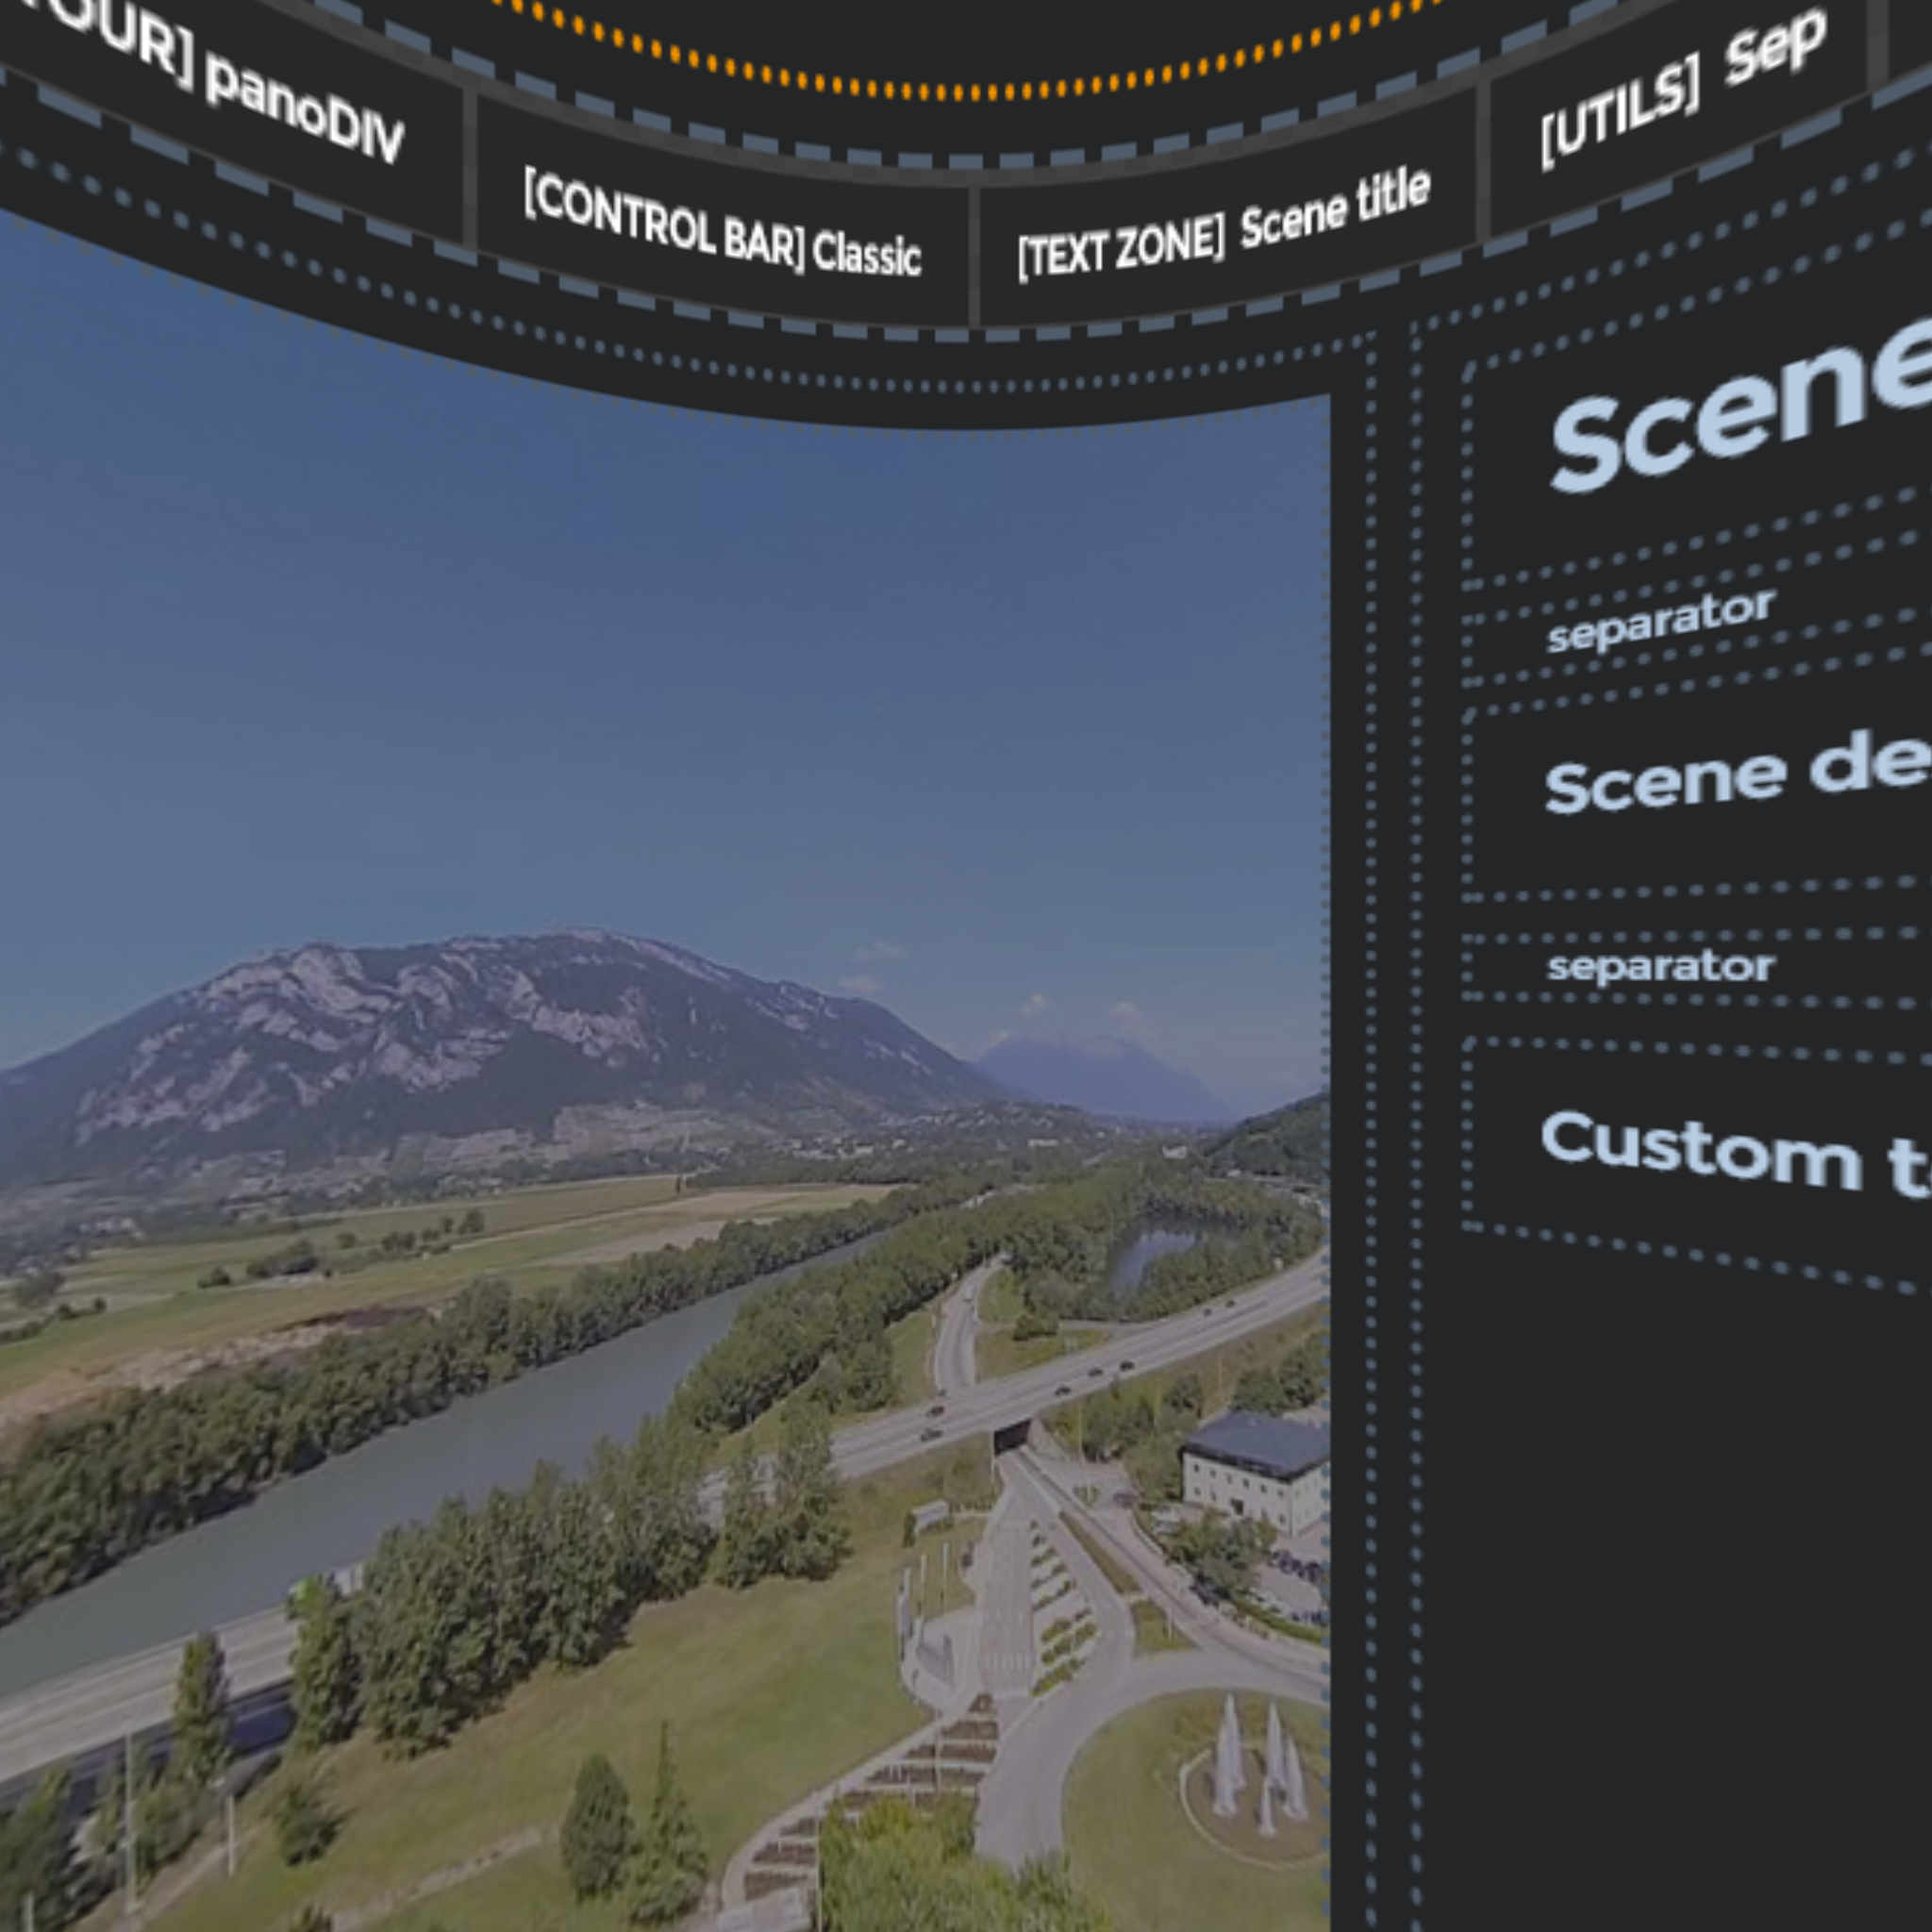 OUR] panoDIV
[CONTROL BAR] Classic
[TEXT ZONE] Scene title
[UTILS] Sep
Scene
separator
Scene de
separator
Custom t